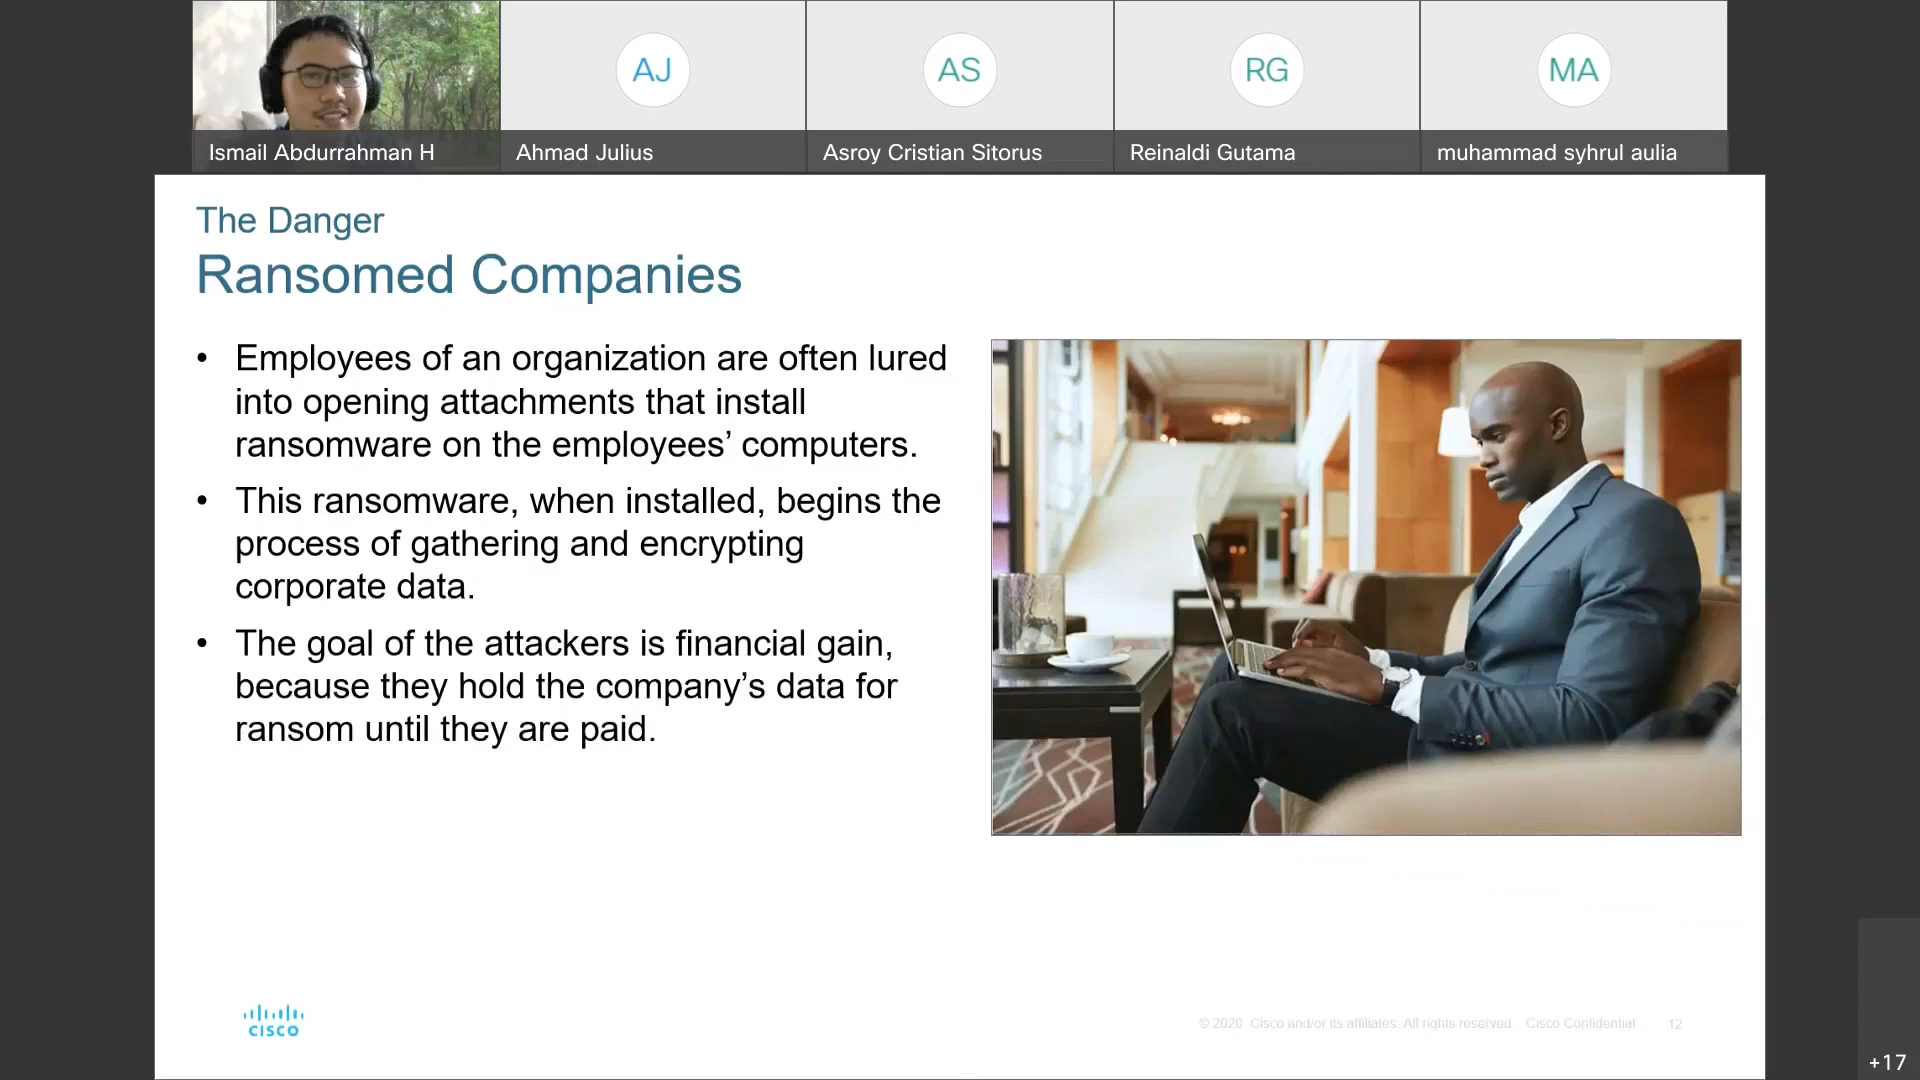 AJ
AS
RG
MA
Ismail Abdurrahman H
Ahmad Julius
Asroy Cristian Sitorus
Reinaldi Gutama
muhammad syhrul aulia
The Danger
Ransomed Companies
• Employees of an organization are often lured
into opening attachments that install
ransomware on the employees’ computers.
• This ransomware, when installed, begins the
process of gathering and encrypting
corporate data.
• The goal of the attackers is financial gain,
because they hold the company’s data for
ransom until they are paid.
CISCO
© 2020 Cisco and/or its affiliates. All rights reserved. Cisco Confidential
12
+17